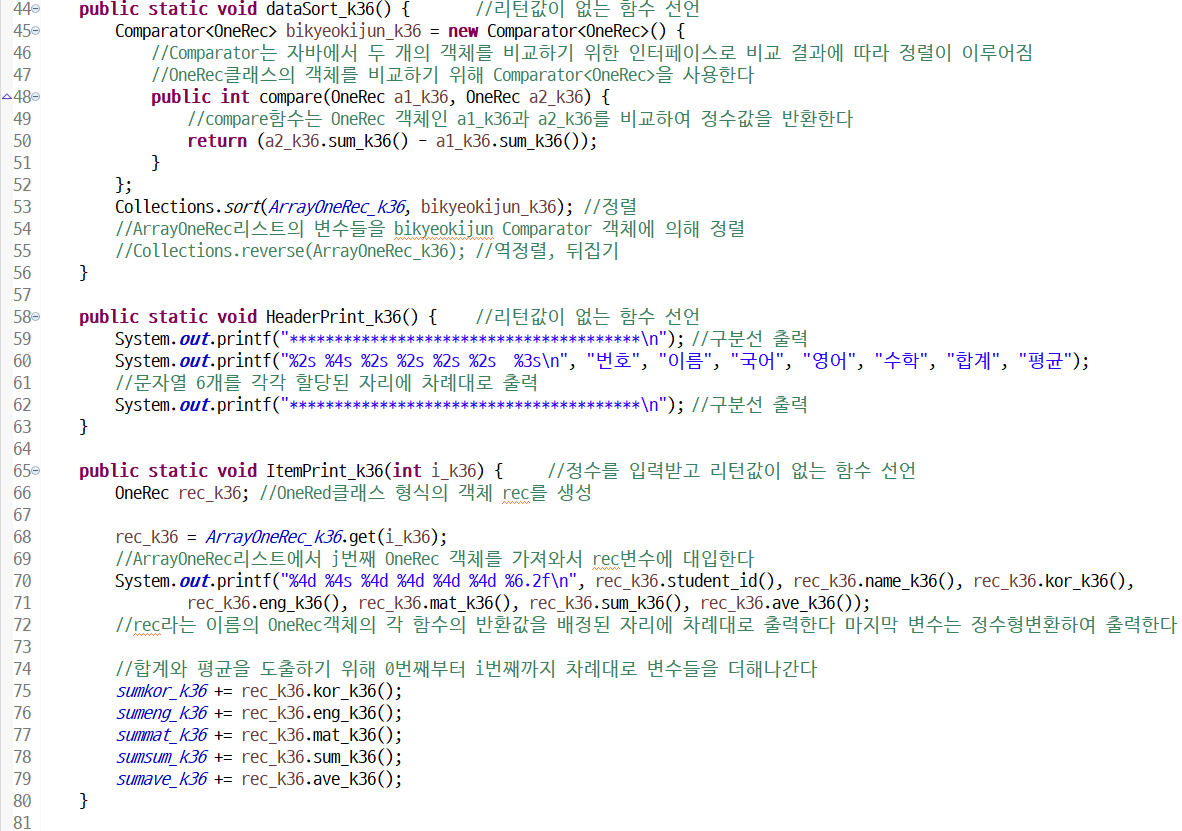 44 public static void dataSort_k36() { //리턴값이 없는 함수 선언
45 Comparator<OneRec> bikyeokijun_k36 = new Comparator<OneRec>() {
46 //Comparator는 자바에서 두 개의 객체를 비교하기 위한 인터페이스로 비교 결과에 따라 정렬이 이루어짐
47 //OneRec클래스의 객체를 비교하기 위해 Comparator<OneRec>을 사용한다
48 public int compare(OneRec a1_k36, OneRec a2_k36) {
49 //compare함수는 OneRec 객체인 a1_k36과 a2_k36를 비교하여 정수값을 반환한다
50 return (a2_k36.sum_k36() - a1_k36.sum_k36());
51 }
52 };
53 Collections.sort(ArrayOneRec_k36, bikyeokijun_k36); //정렬
54 //ArrayOneRec리스트의 변수들을 bikyeokijun Comparator 객체에 의해 정렬
55 //Collections.reverse(ArrayOneRec_k36); //역정렬, 뒤집기
56 }
57
58 public static void HeaderPrint_k36() { //리턴값이 없는 함수 선언
59 System.out.printf("***************************************\n"); //구분선 출력
60 System.out.printf("%2s %4s %2s %2s %2s %2s  %3s\n", "번호", "이름", "국어", "영어", "수학", "합계", "평균");
61 //문자열 6개를 각각 할당된 자리에 차례대로 출력
62 System.out.printf("***************************************\n"); //구분선 출력
63 }
64
65 public static void ItemPrint_k36(int i_k36) { //정수를 입력받고 리턴값이 없는 함수 선언
66 OneRec rec_k36; //OneRed클래스 형식의 객체 rec를 생성
67
68 rec_k36 = ArrayOneRec_k36.get(i_k36);
69 //ArrayOneRec리스트에서 j번째 OneRec 객체를 가져와서 rec변수에 대입한다
70 System.out.printf("%4d %4s %4d %4d %4d %4d %6.2f\n", rec_k36.student_id(), rec_k36.name_k36(), rec_k36.kor_k36(),
71 rec_k36.eng_k36(), rec_k36.mat_k36(), rec_k36.sum_k36(), rec_k36.ave_k36());
72 //rec라는 이름의 OneRec객체의 각 함수의 반환값을 배정된 자리에 차례대로 출력한다 마지막 변수는 정수형변환하여 출력한다
73
74 //합계와 평균을 도출하기 위해 0번째부터 i번째까지 차례대로 변수들을 더해나간다
75 sumkor_k36 += rec_k36.kor_k36();
76 sumeng_k36 += rec_k36.eng_k36();
77 summat_k36 += rec_k36.mat_k36();
78 sumsum_k36 += rec_k36.sum_k36();
79 sumave_k36 += rec_k36.ave_k36();
80 }
81